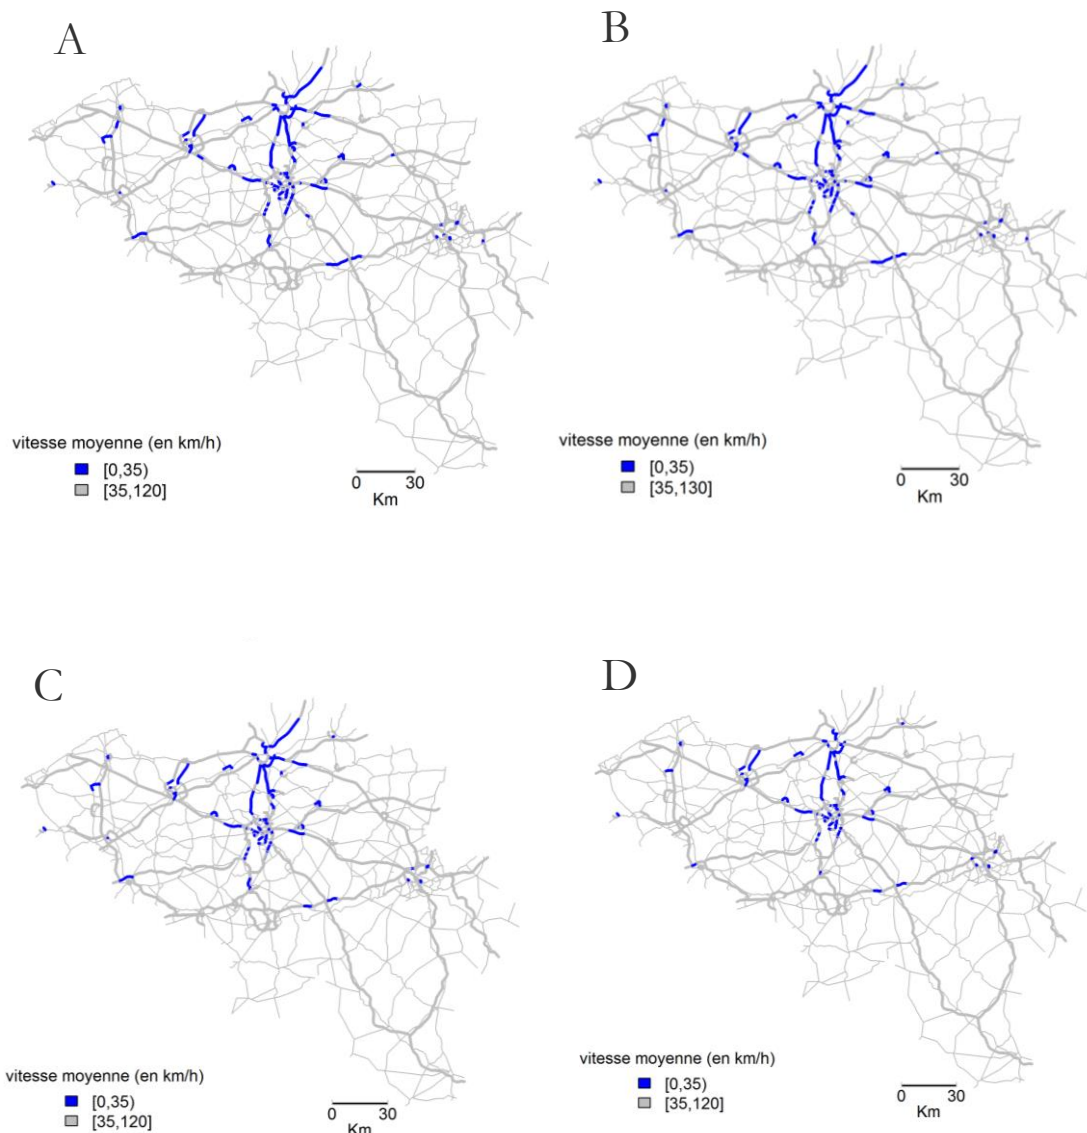 A
B
vitesse moyenne (en km/h)
[0,35)
[35,120]
0 30
Km
vitesse moyenne (en km/h)
[0,35)
[35,130]
0 30
Km
C
D
vitesse moyenne (en km/h)
[0,35)
[35,120]
0 30
Km
vitesse moyenne (en km/h)
[0,35)
[35,120]
0 30
Km